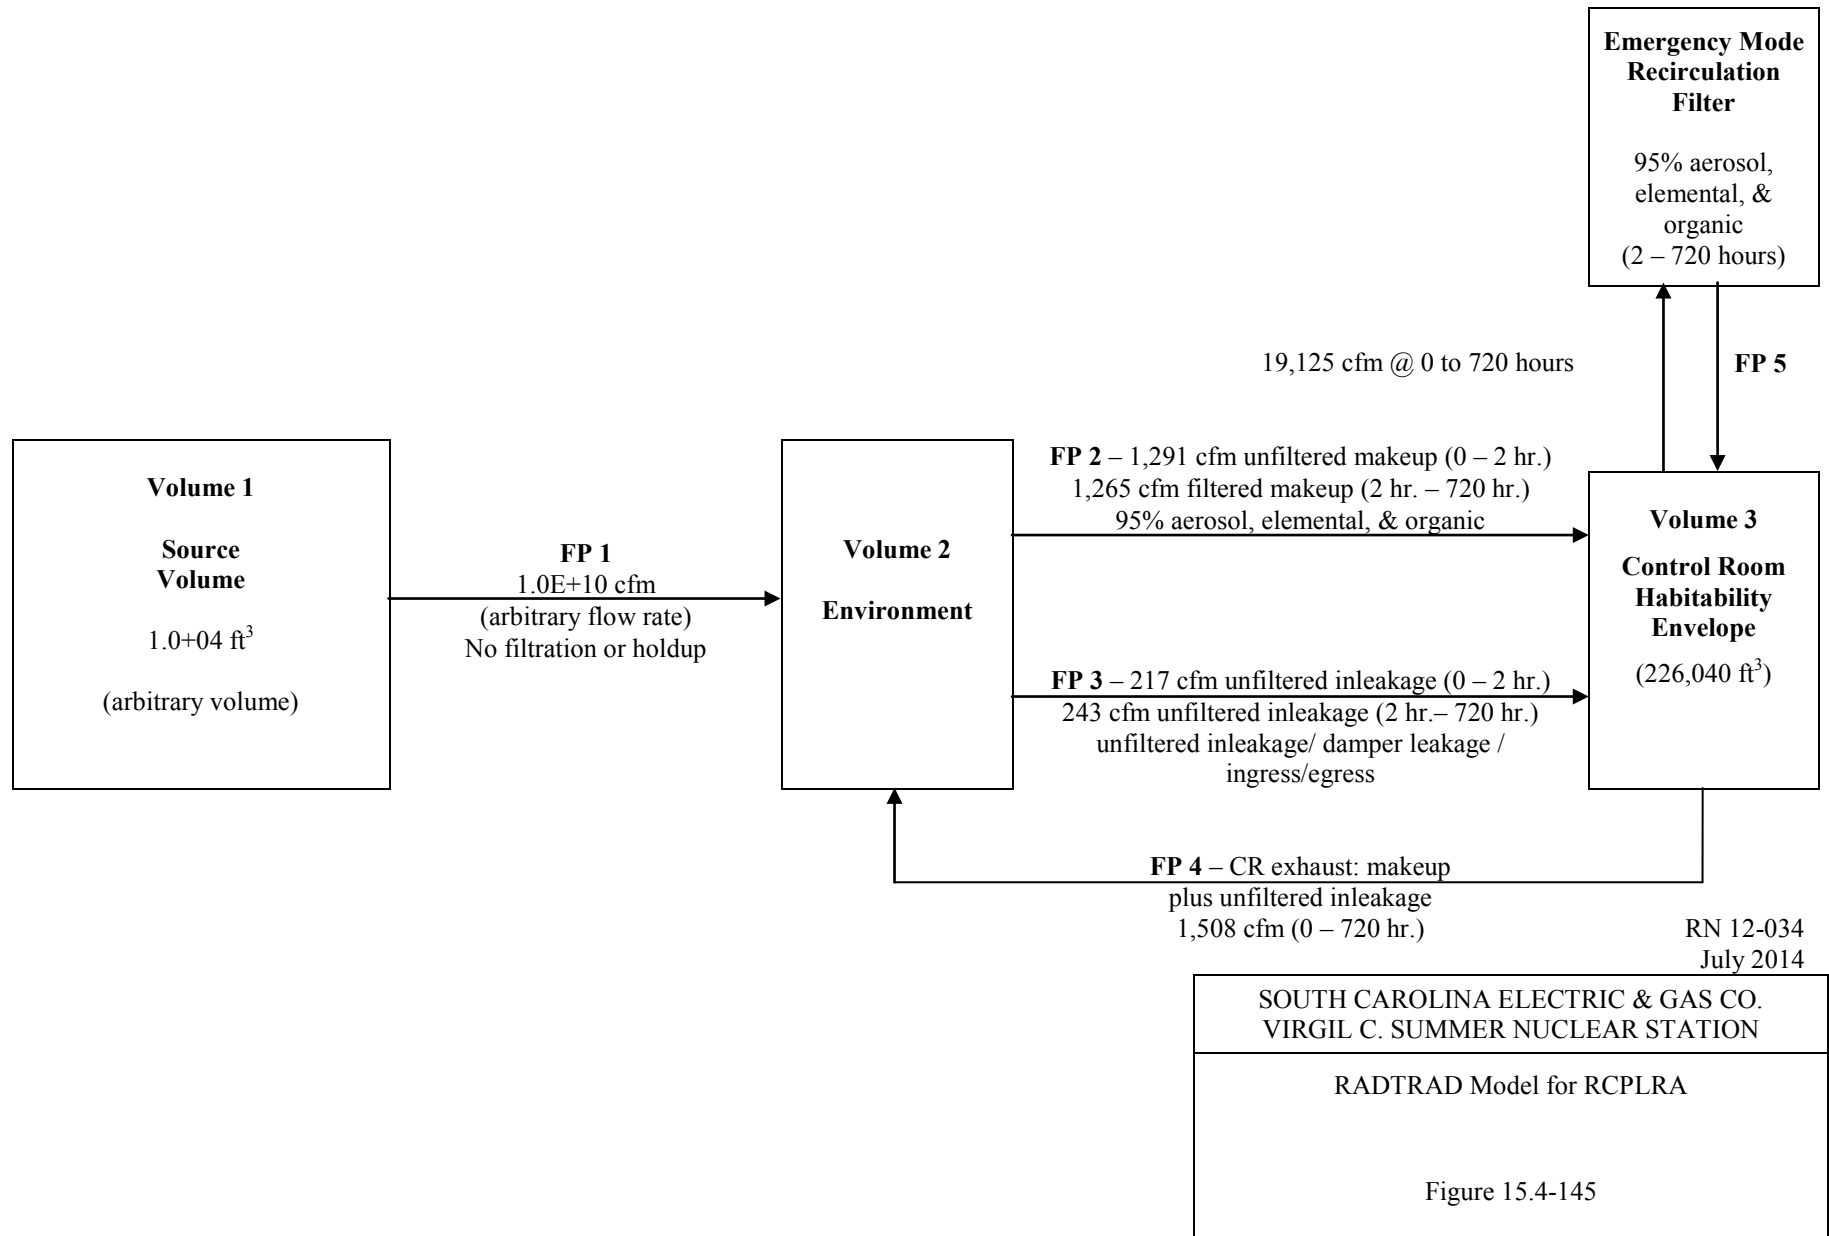 Emergency Mode
Recirculation
Filter
95% aerosol,
elemental, &
organic
(2 – 720 hours)
19,125 cfm @ 0 to 720 hours
FP 5
Volume 1
Source
Volume
1.0+04 ft³
(arbitrary volume)
FP 1
1.0E+10 cfm
(arbitrary flow rate)
No filtration or holdup
Volume 2
Environment
FP 2 – 1,291 cfm unfiltered makeup (0 – 2 hr.)
1,265 cfm filtered makeup (2 hr. – 720 hr.)
95% aerosol, elemental, & organic
FP 3 – 217 cfm unfiltered inleakage (0 – 2 hr.)
243 cfm unfiltered inleakage (2 hr.– 720 hr.)
unfiltered inleakage/ damper leakage /
ingress/egress
Volume 3
Control Room
Habitability
Envelope
(226,040 ft³)
FP 4 – CR exhaust: makeup
plus unfiltered inleakage
1,508 cfm (0 – 720 hr.)
RN 12-034
July 2014
SOUTH CAROLINA ELECTRIC & GAS CO.
VIRGIL C. SUMMER NUCLEAR STATION
RADTRAD Model for RCPLRA
Figure 15.4-145